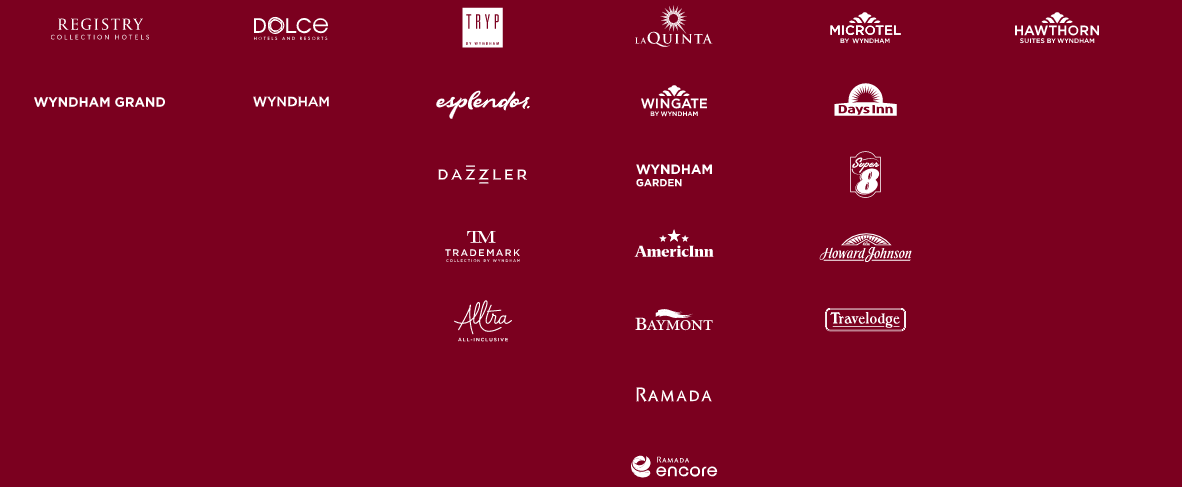 REGISTRY
COLLECTION HOTELS
DOLCE
HOTELS AND RESORTS
TRYP
BY WYNDHAM
LAQUINTA
MICROTEL
BY WYNDHAM
HAWTHORN
SUITES BY WYNDHAM
WYNDHAM GRAND
WYNDHAM
esplendor.
WINGATE
BY WYNDHAM
Days Inn
DAZZLER
WYNDHAM
GARDEN
Super
8
TM
TRADEMARK
COLLECTION BY WYNDHAM
AmericInn
Howard Johnson
Alltra
ALL-INCLUSIVE
BAYMONT
Travelodge
RAMADA
RAMADA
encore